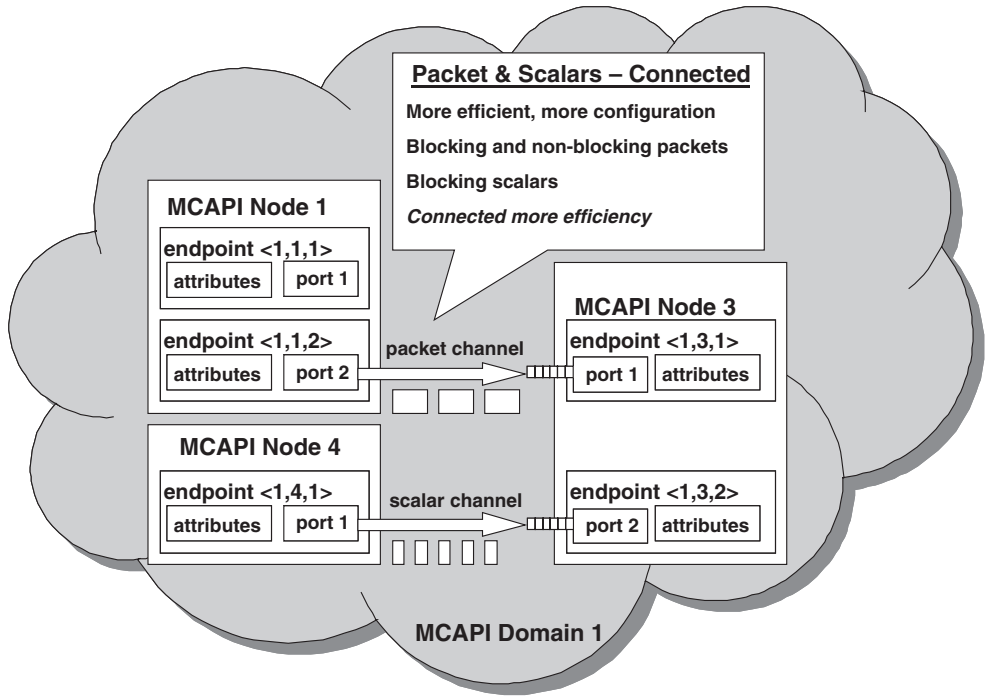 Packet & Scalars – Connected
More efficient, more configuration
Blocking and non-blocking packets
Blocking scalars
Connected more efficiency
MCAPI Node 1
endpoint <1,1,1>
attributes
port 1
endpoint <1,1,2>
attributes
port 2
packet channel
MCAPI Node 3
endpoint <1,3,1>
port 1
attributes
MCAPI Node 4
endpoint <1,4,1>
attributes
port 1
scalar channel
endpoint <1,3,2>
port 2
attributes
MCAPI Domain 1